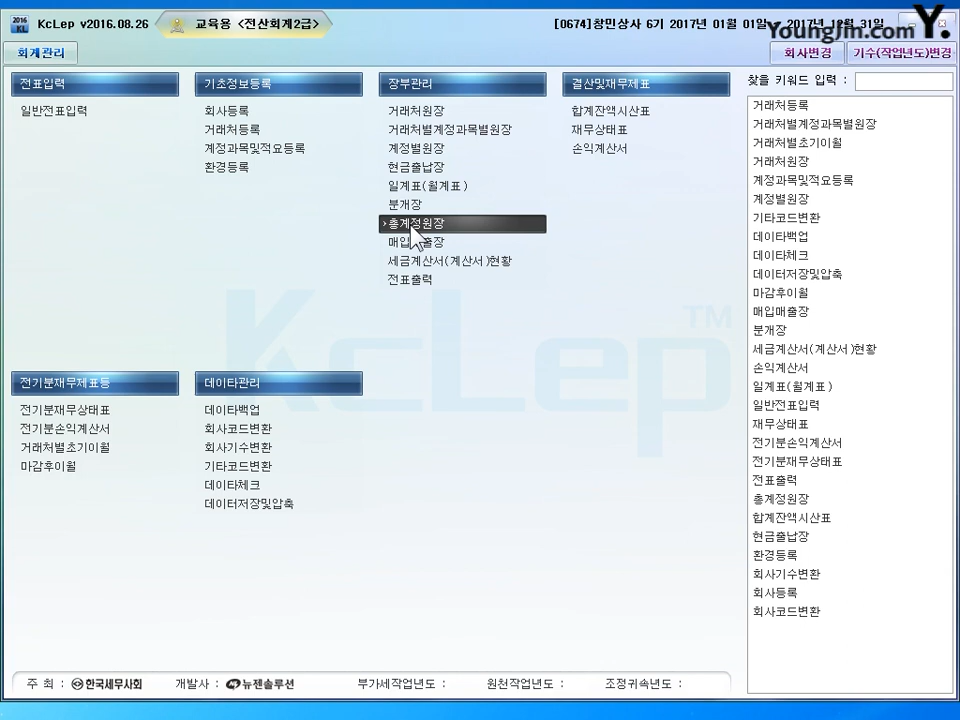 KcLep v2016.08.26 교육용 <전산회계2급> [0674]창민상사 6기 2017년 01월 01일 ~ 2017년 12월 31일
YoungJin.com Y.
회계관리 회사변경 기수(작업년도)변경
전표입력
일반전표입력
기초정보등록
회사등록
거래처등록
계정과목및적요등록
환경등록
장부관리
거래처원장
거래처별계정과목별원장
계정별원장
현금출납장
일계표(월계표)
분개장
총계정원장
매입매출장
세금계산서(계산서)현황
전표출력
결산및재무제표
합계잔액시산표
재무상태표
손익계산서
전기분재무제표등
전기분재무상태표
전기분손익계산서
거래처별초기이월
마감후이월
데이타관리
데이타백업
회사코드변환
회사기수변환
기타코드변환
데이타체크
데이터저장및압축
KcLep TM
찾을 키워드 입력 :
거래처등록
거래처별계정과목별원장
거래처별초기이월
거래처원장
계정과목및적요등록
계정별원장
기타코드변환
데이타백업
데이타체크
데이터저장및압축
마감후이월
매입매출장
분개장
세금계산서(계산서)현황
손익계산서
일계표(월계표)
일반전표입력
재무상태표
전기분손익계산서
전기분재무상태표
전표출력
총계정원장
합계잔액시산표
현금출납장
환경등록
회사기수변환
회사등록
회사코드변환
주 최 : 한국세무사회 개발사 : 뉴젠솔루션 부가세작업년도 : 원천작업년도 : 조정귀속년도 :